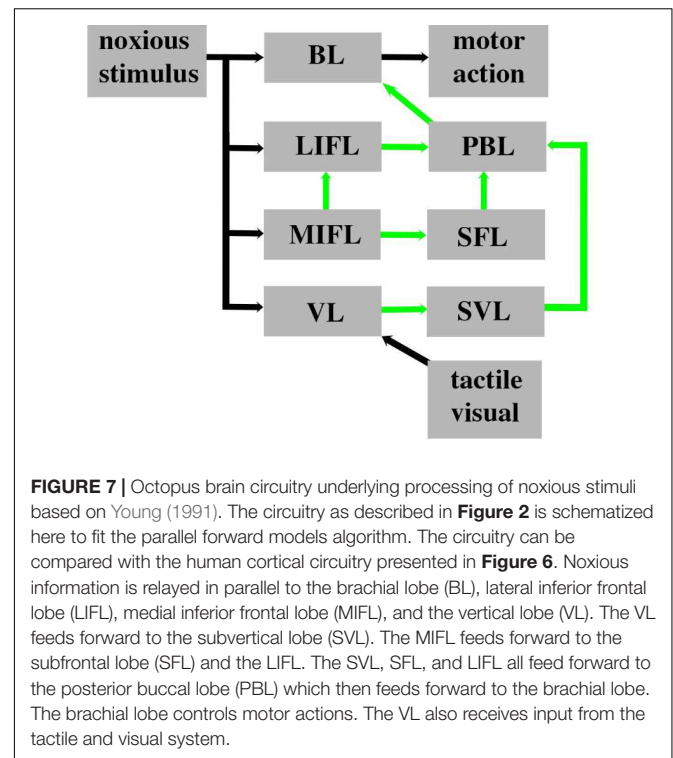 noxious
stimulus
BL
motor
action
LIFL
PBL
MIFL
SFL
VL
SVL
tactile
visual
FIGURE 7 | Octopus brain circuitry underlying processing of noxious stimuli
based on Young (1991). The circuitry as described in Figure 2 is schematized
here to fit the parallel forward models algorithm. The circuitry can be
compared with the human cortical circuitry presented in Figure 6. Noxious
information is relayed in parallel to the brachial lobe (BL), lateral inferior frontal
lobe (LIFL), medial inferior frontal lobe (MIFL), and the vertical lobe (VL). The VL
feeds forward to the subvertical lobe (SVL). The MIFL feeds forward to the
subfrontal lobe (SFL) and the LIFL. The SVL, SFL, and LIFL all feed forward to
the posterior buccal lobe (PBL) which then feeds forward to the brachial lobe.
The brachial lobe controls motor actions. The VL also receives input from the
tactile and visual system.